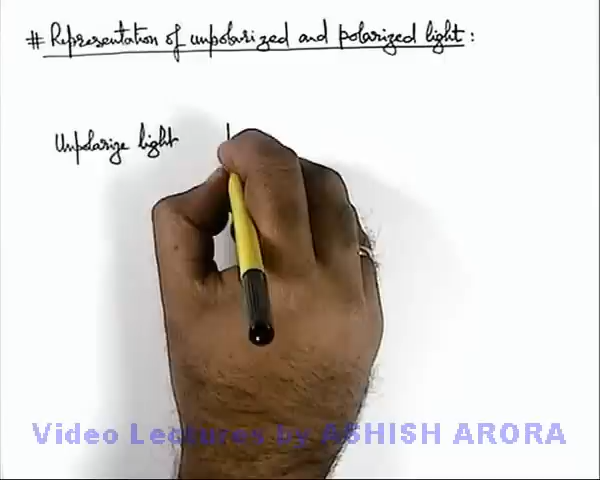 # Representation of unpolarized and polarized light :
Unpolarize light
Video Lectures by ASHISH ARORA